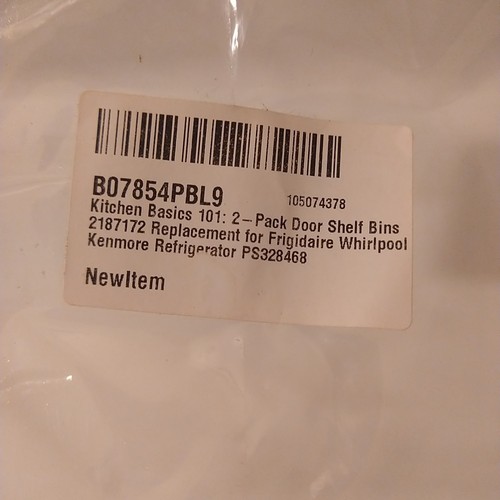 B07854PBL9 105074378
Kitchen Basics 101: 2-Pack Door Shelf Bins
2187172 Replacement for Frigidaire Whirlpool
Kenmore Refrigerator PS328468
NewItem